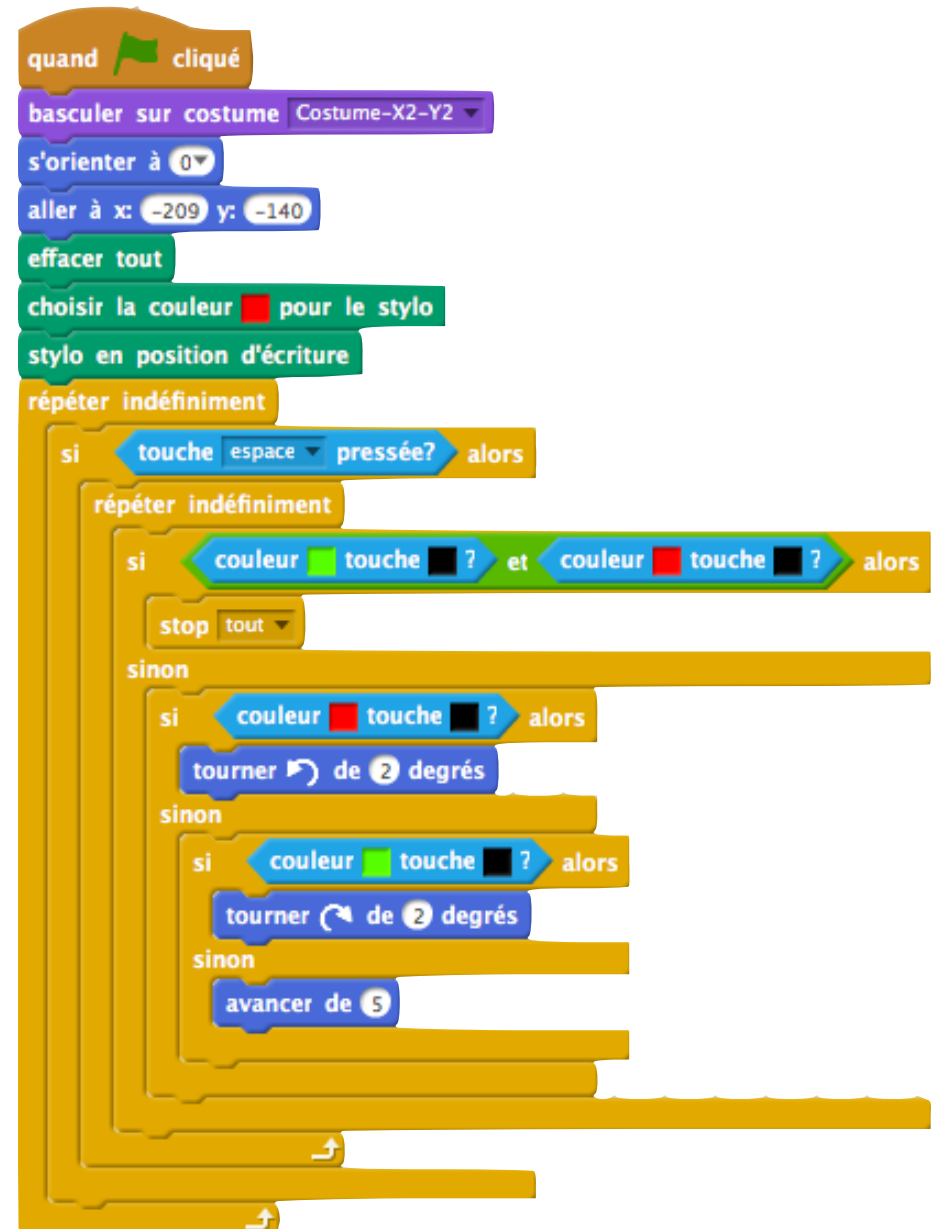 quand cliqué
basculer sur costume Costume-X2-Y2
s'orienter à 0
aller à x: -209 y: -140
effacer tout
choisir la couleur pour le stylo
stylo en position d'écriture
répéter indéfiniment
si touche espace pressée? alors
répéter indéfiniment
si couleur touche ? et couleur touche ? alors
stop tout
sinon
si couleur touche ? alors
tourner de 2 degrés
sinon
si couleur touche ? alors
tourner de 2 degrés
sinon
avancer de 5